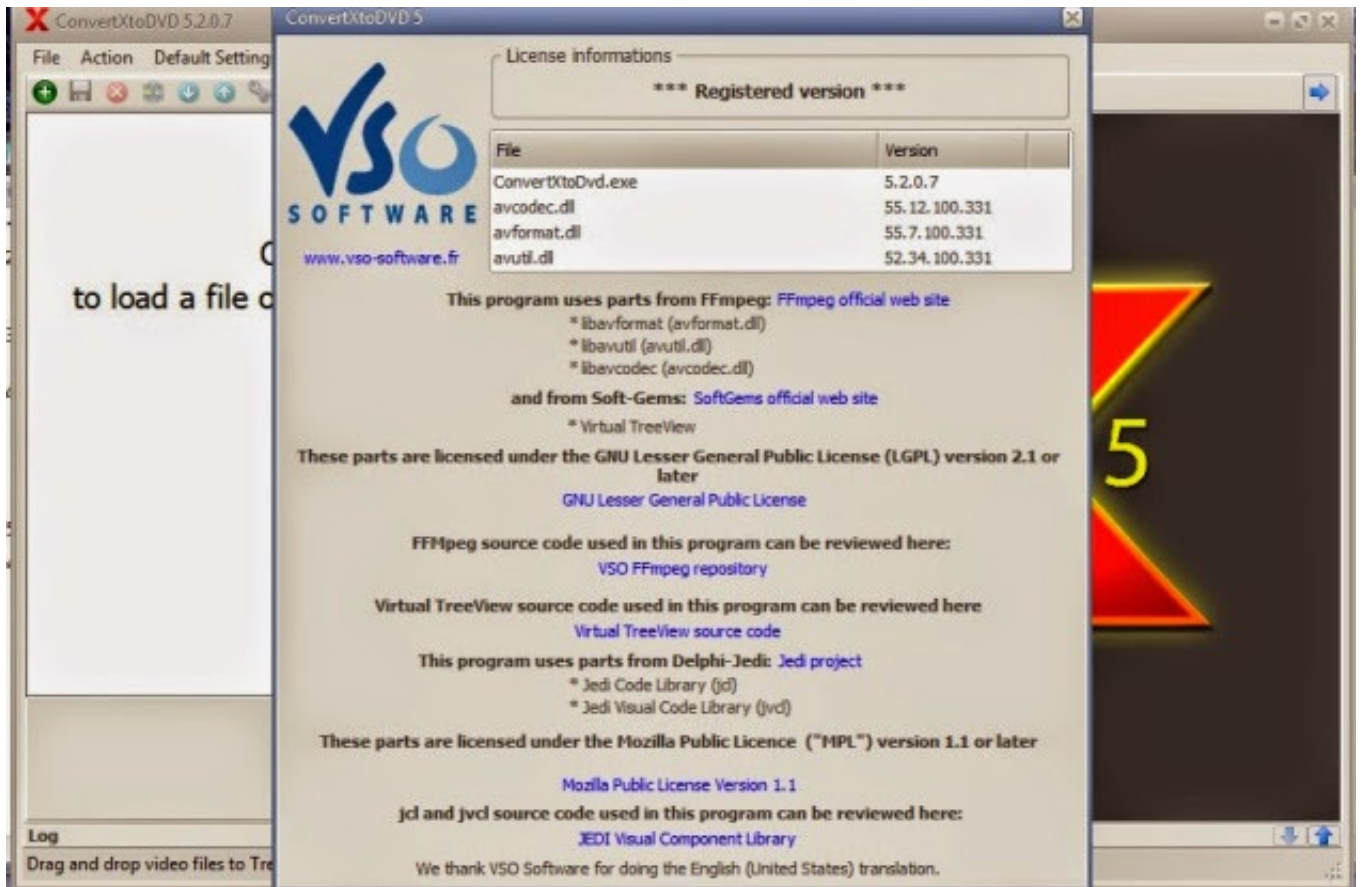 ConvertXtoDVD 5.2.0.7
ConvertXtoDVD 5
File Action Default Setting
to load a file
VSO
SOFTWARE
www.vso-software.fr
License informations
*** Registered version ***
File Version
ConvertXtoDvd.exe 5.2.0.7
avcodec.dll 55.12.100.331
avformat.dll 55.7.100.331
avutil.dll 52.34.100.331
This program uses parts from FFmpeg: FFmpeg official web site
* libavformat (avformat.dll)
* libavutil (avutil.dll)
* libavcodec (avcodec.dll)
and from Soft-Gems: SoftGems official web site
* Virtual TreeView
These parts are licensed under the GNU Lesser General Public License (LGPL) version 2.1 or
later
GNU Lesser General Public License
FFMpeg source code used in this program can be reviewed here:
VSO FFmpeg repository
Virtual TreeView source code used in this program can be reviewed here
Virtual TreeView source code
This program uses parts from Delphi-Jedi: Jedi project
* Jedi Code Library (jcl)
* Jedi Visual Code Library (jvcl)
These parts are licensed under the Mozilla Public Licence ("MPL") version 1.1 or later
Mozilla Public License Version 1.1
jcl and jvcl source code used in this program can be reviewed here:
JEDI Visual Component Library
We thank VSO Software for doing the English (United States) translation.
5
Log
Drag and drop video files to Tre